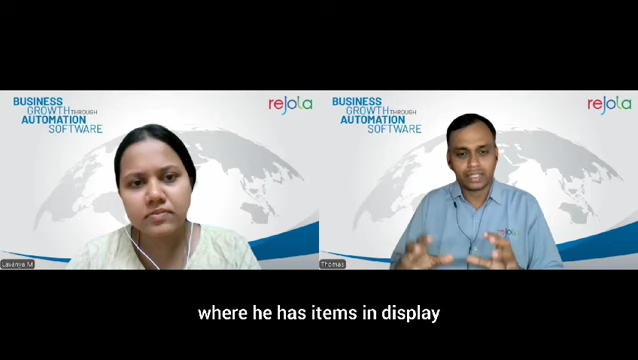 BUSINESS
GROWTH THROUGH
AUTOMATION
SOFTWARE
rejola
Lavanya M
BUSINESS
GROWTH THROUGH
AUTOMATION
SOFTWARE
rejola
rejola
Thomas
where he has items in display